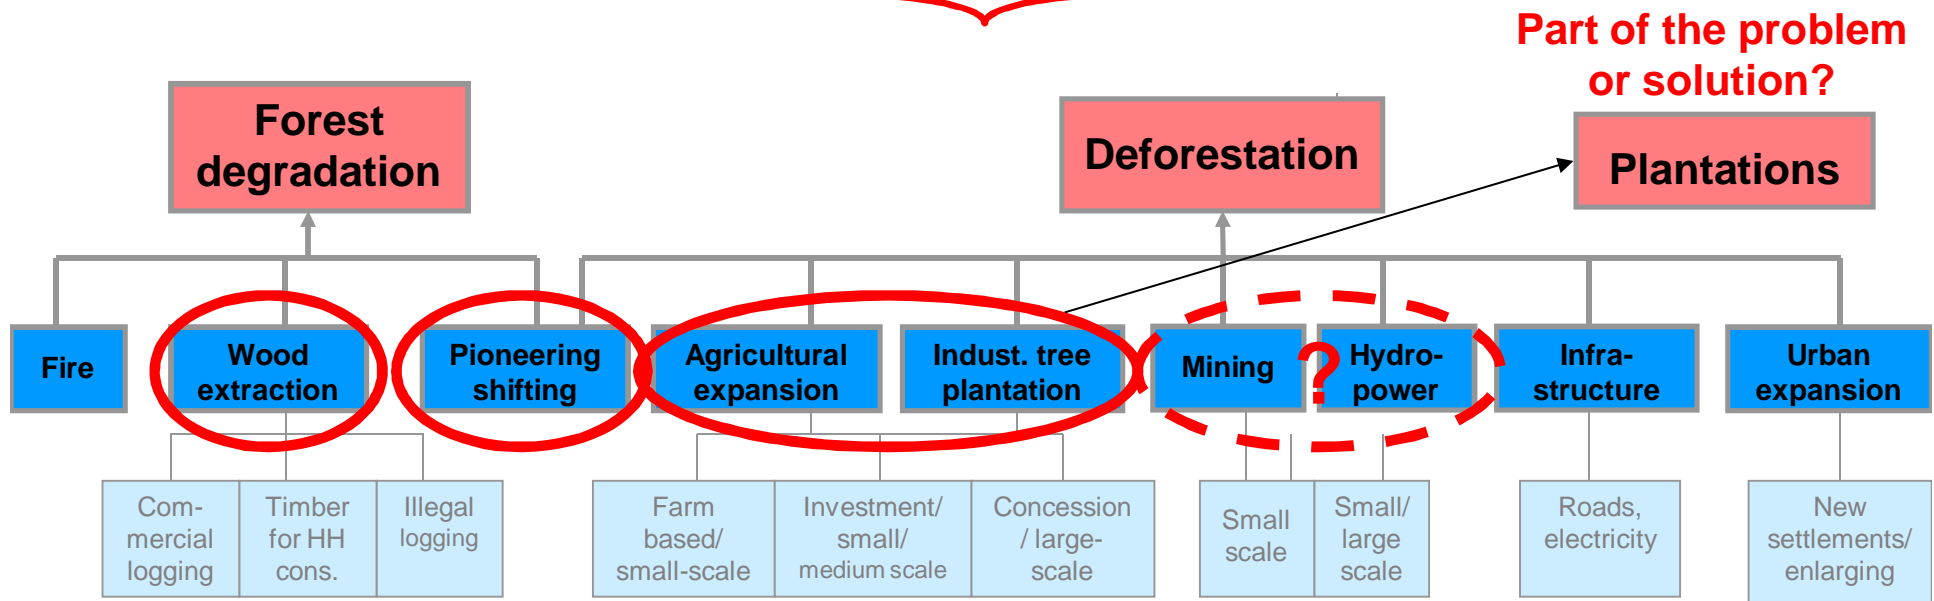 Part of the problem
or solution?
Forest
degradation
Deforestation
Plantations
Fire
Wood
extraction
Pioneering
shifting
Agricultural
expansion
Indust. tree
plantation
Mining
?
Hydro-
power
Infra-
structure
Urban
expansion
Com-
mercial
logging
Timber
for HH
cons.
Illegal
logging
Farm
based/
small-scale
Investment/
small/
medium scale
Concession
/ large-
scale
Small
scale
Small/
large
scale
Roads,
electricity
New
settlements/
enlarging